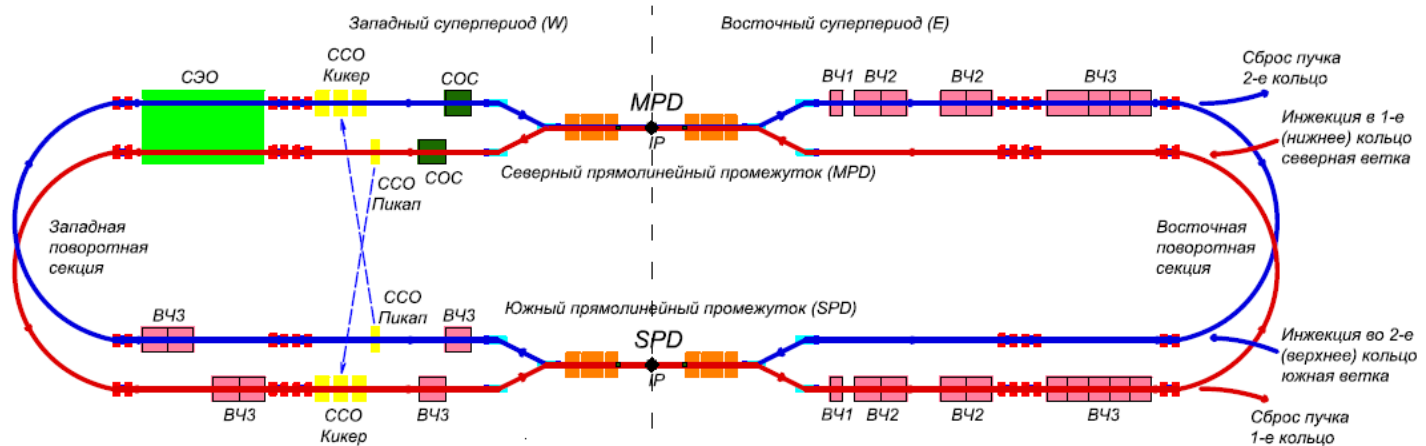 Западный суперпериод (W)
Восточный суперпериод (E)
СЭО
ССО
Кикер
СОС
MPD
IP
ВЧ1
ВЧ2
ВЧ2
ВЧ3
Сброс пучка
2-е кольцо
Инжекция в 1-е
(нижнее) кольцо
северная ветка
СОС
ССО
Пикап
Северный прямолинейный промежуток (MPD)
Западная
поворотная
секция
Восточная
поворотная
секция
ССО
Пикап
Южный прямолинейный промежуток (SPD)
ВЧ3
ВЧ3
SPD
IP
Инжекция во 2-е
(верхнее) кольцо
южная ветка
ВЧ3
ССО
Кикер
ВЧ3
ВЧ1
ВЧ2
ВЧ2
ВЧ3
Сброс пучка
1-е кольцо